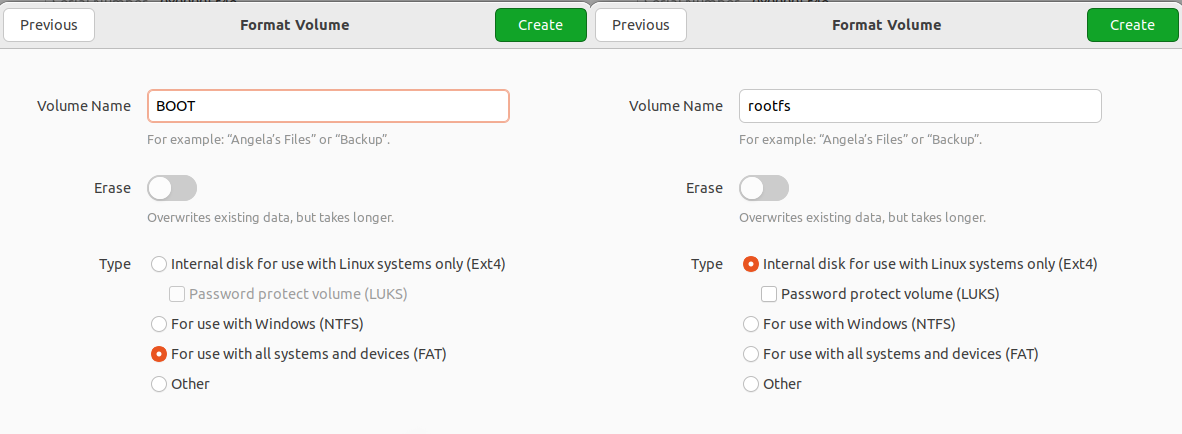 Previous
Format Volume
Create
Volume Name
BOOT
For example: “Angela’s Files” or “Backup”.
Erase
Overwrites existing data, but takes longer.
Type
Internal disk for use with Linux systems only (Ext4)
Password protect volume (LUKS)
For use with Windows (NTFS)
For use with all systems and devices (FAT)
Other
Previous
Format Volume
Create
Volume Name
rootfs
For example: “Angela’s Files” or “Backup”.
Erase
Overwrites existing data, but takes longer.
Type
Internal disk for use with Linux systems only (Ext4)
Password protect volume (LUKS)
For use with Windows (NTFS)
For use with all systems and devices (FAT)
Other